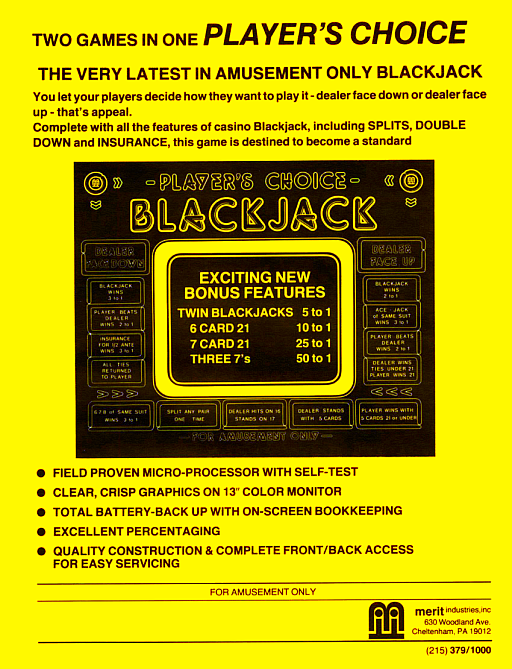 TWO GAMES IN ONE PLAYER'S CHOICE
THE VERY LATEST IN AMUSEMENT ONLY BLACKJACK
You let your players decide how they want to play it - dealer face down or dealer face
up - that's appeal.
Complete with all the features of casino Blackjack, including SPLITS, DOUBLE
DOWN and INSURANCE, this game is destined to become a standard
- PLAYER'S CHOICE -
BLACKJACK
DEALER
FACE DOWN
BLACKJACK
WINS
3 to 1
PLAYER BEATS
DEALER
WINS 2 to 1
INSURANCE
FOR 1/2 ANTE
WINS 3 to 1
ALL TIES
RETURNED
TO PLAYER
EXCITING NEW
BONUS FEATURES
TWIN BLACKJACKS 5 to 1
6 CARD 21 10 to 1
7 CARD 21 25 to 1
THREE 7's 50 to 1
DEALER
FACE UP
BLACKJACK
WINS
2 to 1
ACE - JACK
of SAME SUIT
WINS 3 to 1
PLAYER BEATS
DEALER
WINS 2 to 1
DEALER WINS
TIES UNDER 21
PLAYER WINS 21
6 7 8 of SAME SUIT
WINS 3 to 1
SPLIT ANY PAIR
ONE TIME
DEALER HITS ON 16
STANDS ON 17
DEALER STANDS
WITH 5 CARDS
PLAYER WINS WITH
5 CARDS 21 or UNDER
- FOR AMUSEMENT ONLY -
● FIELD PROVEN MICRO-PROCESSOR WITH SELF-TEST
● CLEAR, CRISP GRAPHICS ON 13" COLOR MONITOR
● TOTAL BATTERY-BACK UP WITH ON-SCREEN BOOKKEEPING
● EXCELLENT PERCENTAGING
● QUALITY CONSTRUCTION & COMPLETE FRONT/BACK ACCESS
FOR EASY SERVICING
FOR AMUSEMENT ONLY
merit industries, inc
630 Woodland Ave.
Cheltenham, PA 19012
(215) 379/1000